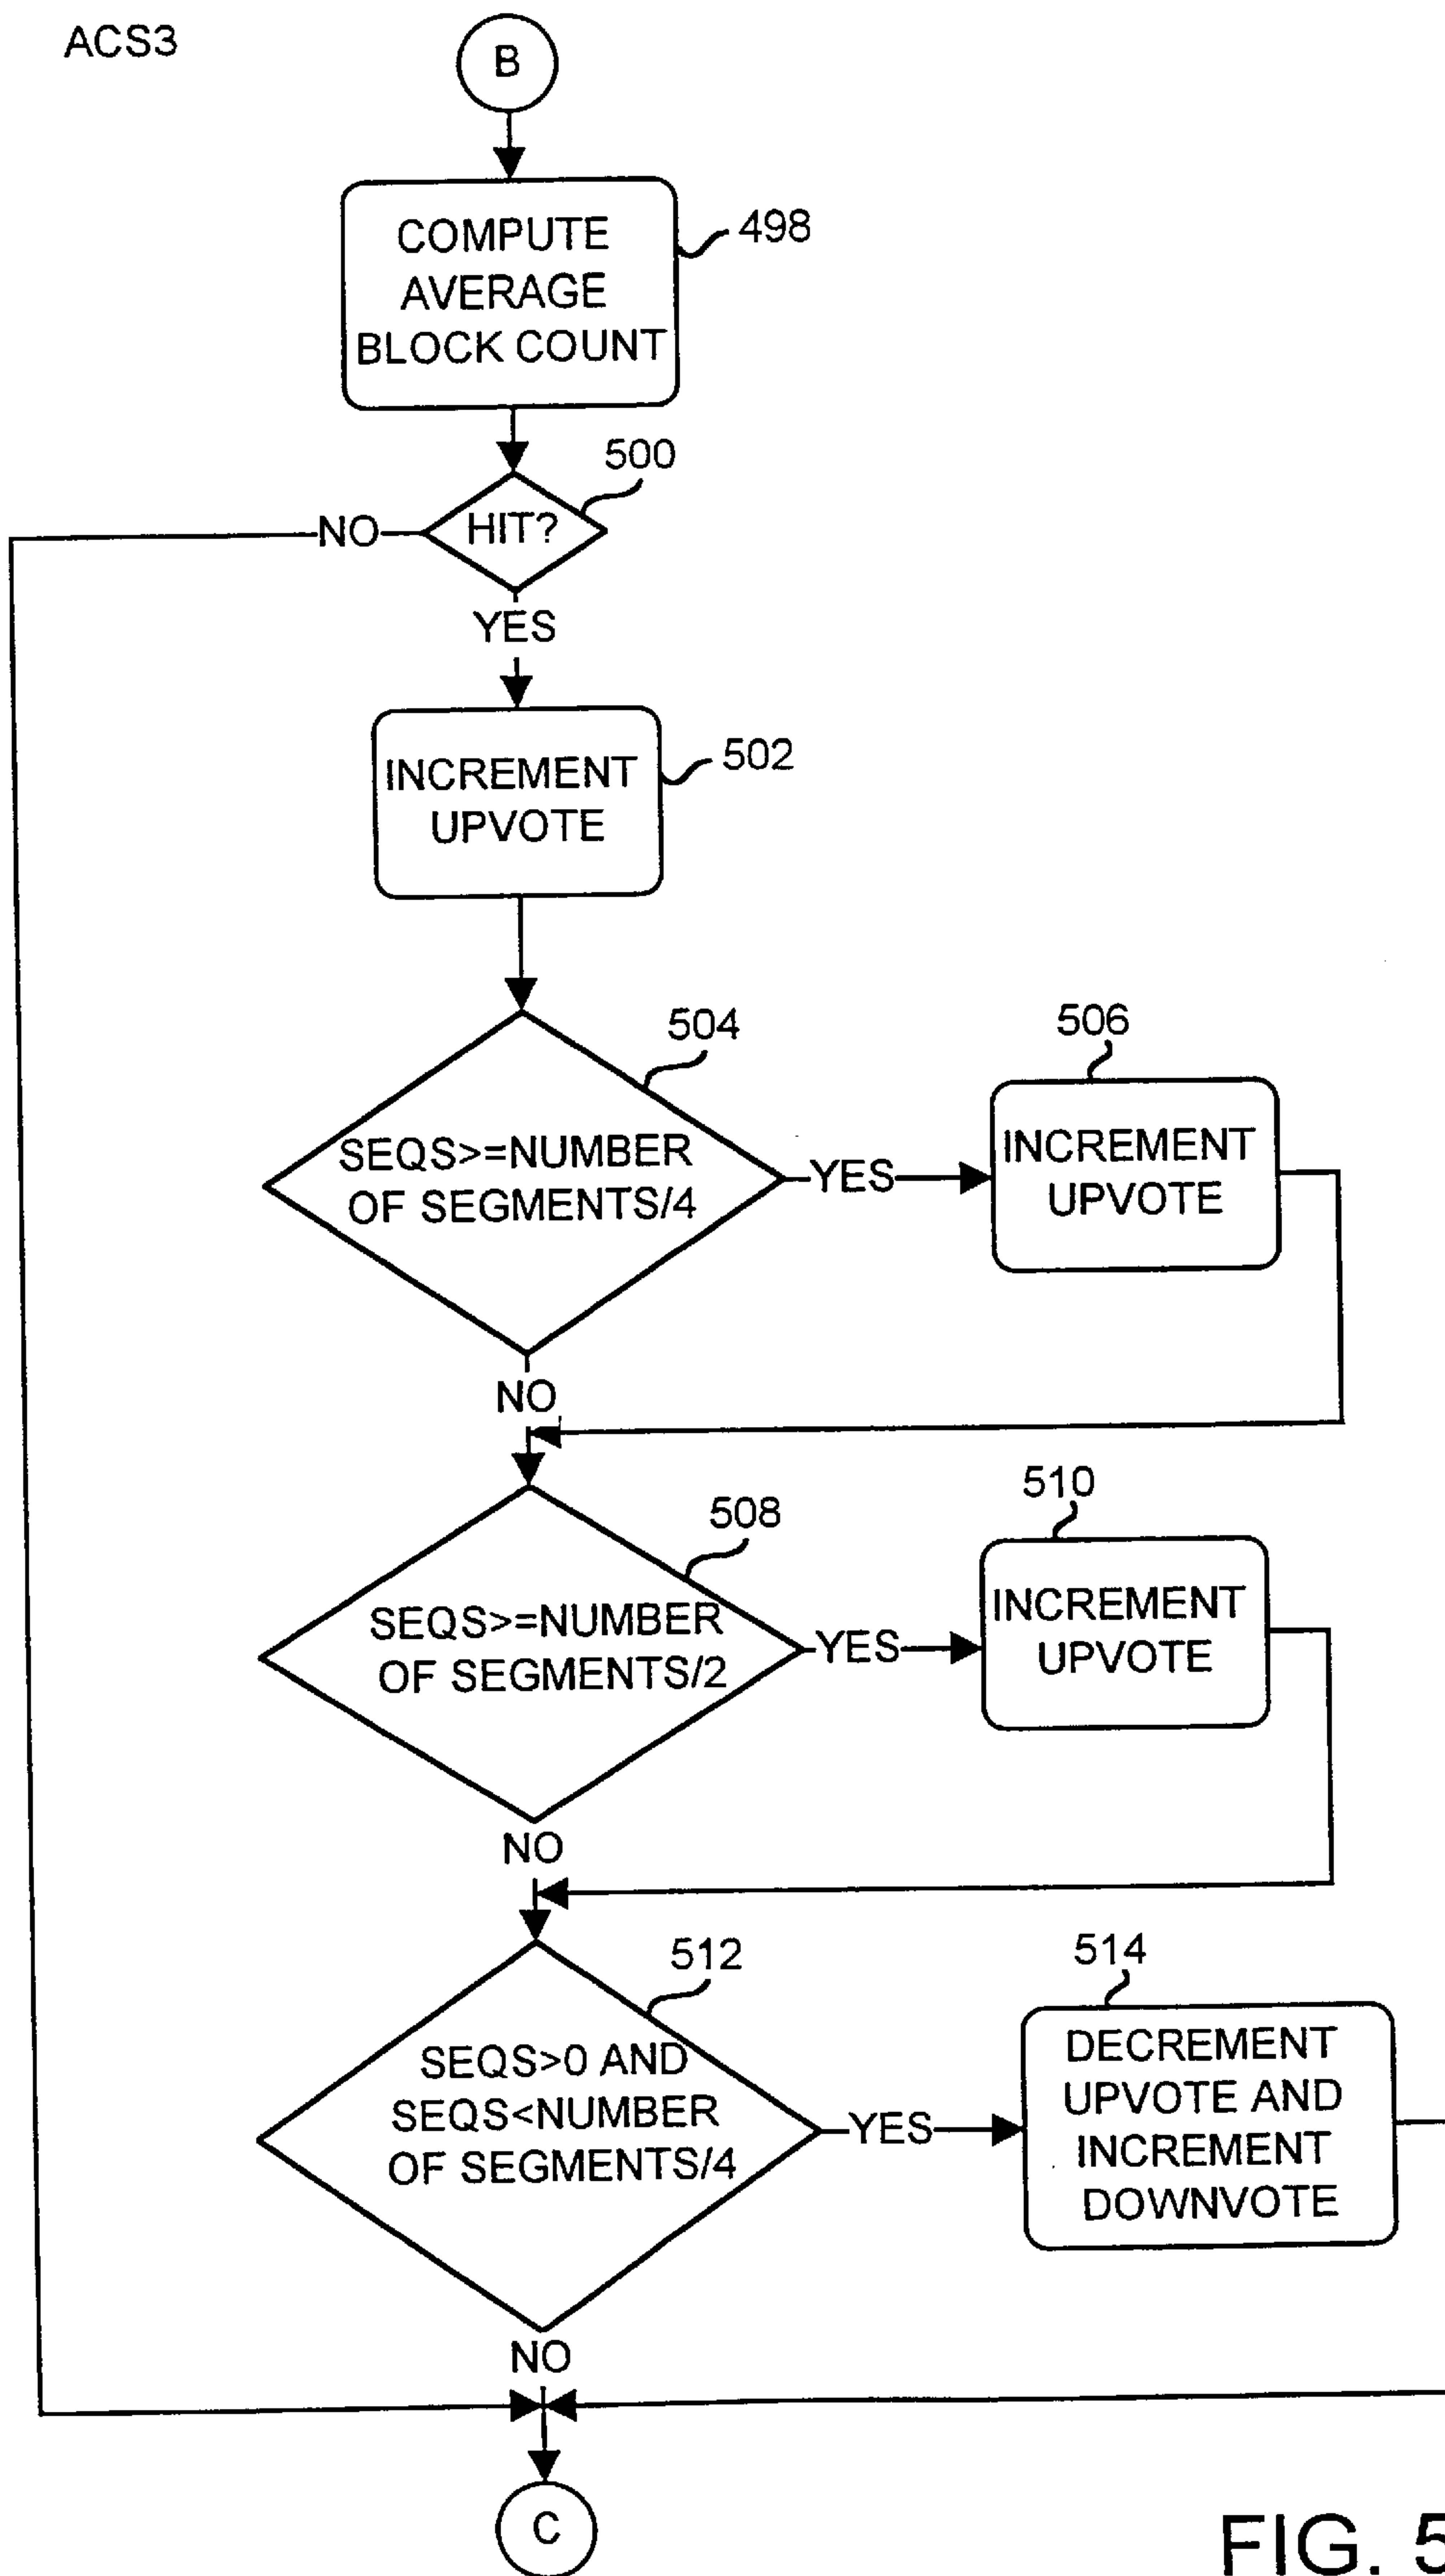 ACS3
B
COMPUTE
AVERAGE
BLOCK COUNT
498
500
HIT?
NO
YES
INCREMENT
UPVOTE
502
504
SEQS>=NUMBER
OF SEGMENTS/4
YES
506
INCREMENT
UPVOTE
NO
508
SEQS>=NUMBER
OF SEGMENTS/2
YES
510
INCREMENT
UPVOTE
NO
512
SEQS>0 AND
SEQS<NUMBER
OF SEGMENTS/4
YES
514
DECREMENT
UPVOTE AND
INCREMENT
DOWNVOTE
NO
C
FIG. 5